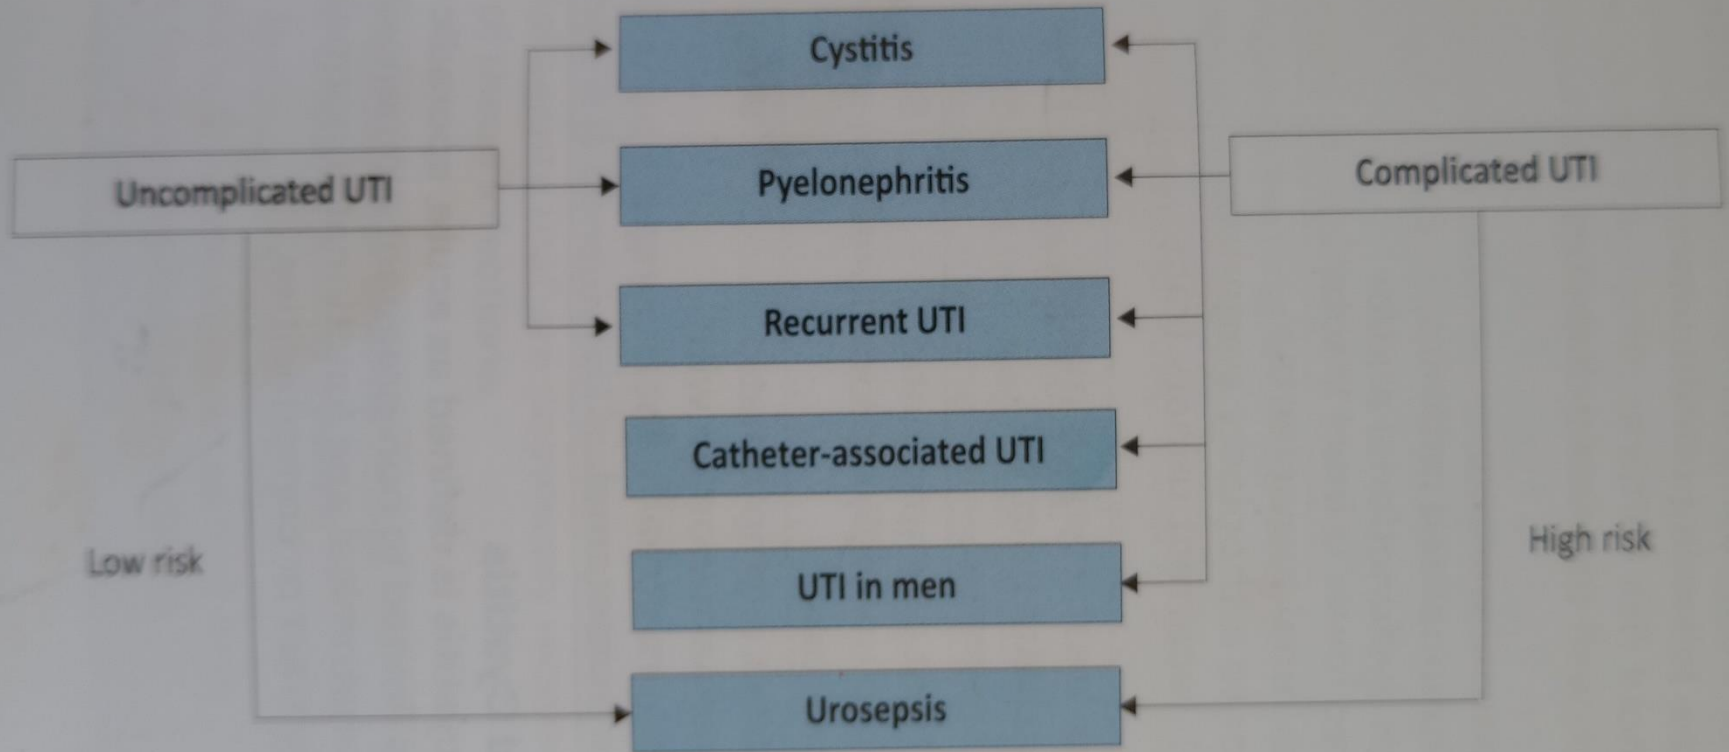 Cystitis
Uncomplicated UTI
Pyelonephritis
Complicated UTI
Recurrent UTI
Catheter-associated UTI
Low risk
High risk
UTI in men
Urosepsis